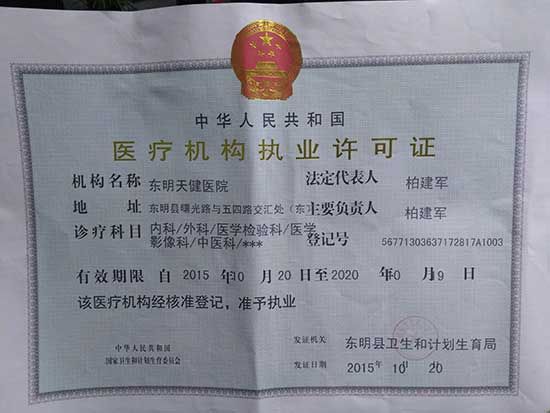 中华人民共和国
医疗机构执业许可证
机构名称 东明天健医院 法定代表人 柏建军
地 址 东明县曙光路与五四路交汇处(东 主要负责人 柏建军
诊疗科目 内科/外科/医学检验科/医学
影像科/中医科/*** 登记号 56771303637172817A1003
有效期限 自 2015 年10 月20 日至 2020 年10 月19 日
该医疗机构经核准登记,准予执业
中华人民共和国
国家卫生和计划生育委员会
发证机关 东明县卫生和计划生育局
发证日期 2015 年10 月20